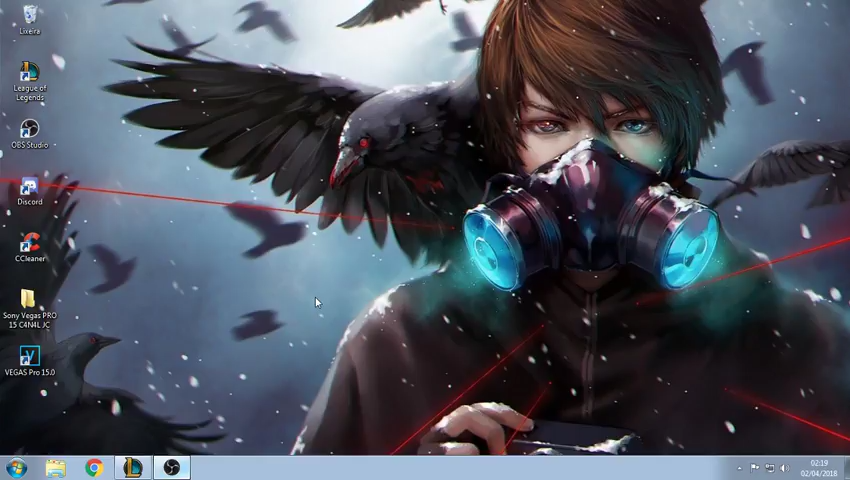 Lixeira
League of
Legends
OBS Studio
Discord
CCleaner
Sony Vegas PRO
15 C4N4L JC
VEGAS Pro 15.0
02:19
02/04/2018